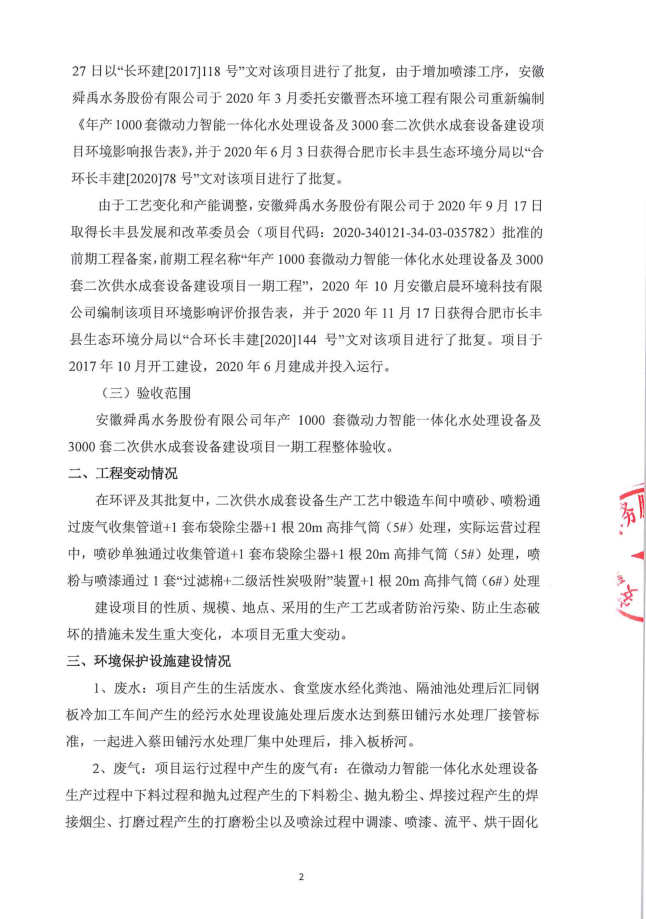 27 日以“长环建[2017]118 号”文对该项目进行了批复，由于增加喷漆工序，安徽
舜禹水务股份有限公司于 2020 年 3 月委托安徽晋杰环境工程有限公司重新编制
《年产 1000 套微动力智能一体化水处理设备及 3000 套二次供水成套设备建设项
目环境影响报告表》，并于 2020 年 6 月 3 日获得合肥市长丰县生态环境分局以“合
环长丰建[2020]78 号”文对该项目进行了批复。
由于工艺变化和产能调整，安徽舜禹水务股份有限公司于 2020 年 9 月 17 日
取得长丰县发展和改革委员会（项目代码：2020-340121-34-03-035782）批准的
前期工程备案，前期工程名称“年产 1000 套微动力智能一体化水处理设备及 3000
套二次供水成套设备建设项目一期工程”，2020 年 10 月安徽启晨环境科技有限
公司编制该项目环境影响评价报告表，并于 2020 年 11 月 17 日获得合肥市长丰
县生态环境分局以“合环长丰建[2020]144 号”文对该项目进行了批复。项目于
2017 年 10 月开工建设，2020 年 6 月建成并投入运行。
（三）验收范围
安徽舜禹水务股份有限公司年产 1000 套微动力智能一体化水处理设备及
3000 套二次供水成套设备建设项目一期工程整体验收。
二、工程变动情况
在环评及其批复中，二次供水成套设备生产工艺中锻造车间中喷砂、喷粉通
过废气收集管道+1 套布袋除尘器+1 根 20m 高排气筒（5#）处理，实际运营过程
中，喷砂单独通过收集管道+1 套布袋除尘器+1 根 20m 高排气筒（5#）处理，喷
粉与喷漆通过 1 套“过滤棉+二级活性炭吸附”装置+1 根 20m 高排气筒（6#）处理
建设项目的性质、规模、地点、采用的生产工艺或者防治污染、防止生态破
坏的措施未发生重大变化，本项目无重大变动。
三、环境保护设施建设情况
1、废水：项目产生的生活废水、食堂废水经化粪池、隔油池处理后汇同钢
板冷加工车间产生的经污水处理设施处理后废水达到蔡田铺污水处理厂接管标
准，一起进入蔡田铺污水处理厂集中处理后，排入板桥河。
2、废气：项目运行过程中产生的废气有：在微动力智能一体化水处理设备
生产过程中下料过程和抛丸过程产生的下料粉尘、抛丸粉尘、焊接过程产生的焊
接烟尘、打磨过程产生的打磨粉尘以及喷涂过程中调漆、喷漆、流平、烘干固化
2
务